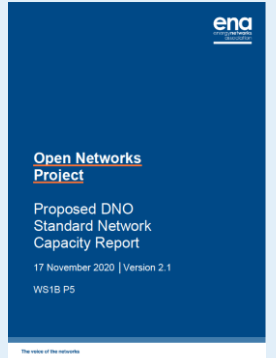 ena
energy networks
association
Open Networks
Project
Proposed DNO
Standard Network
Capacity Report
17 November 2020 | Version 2.1
WS1B P5
The voice of the networks